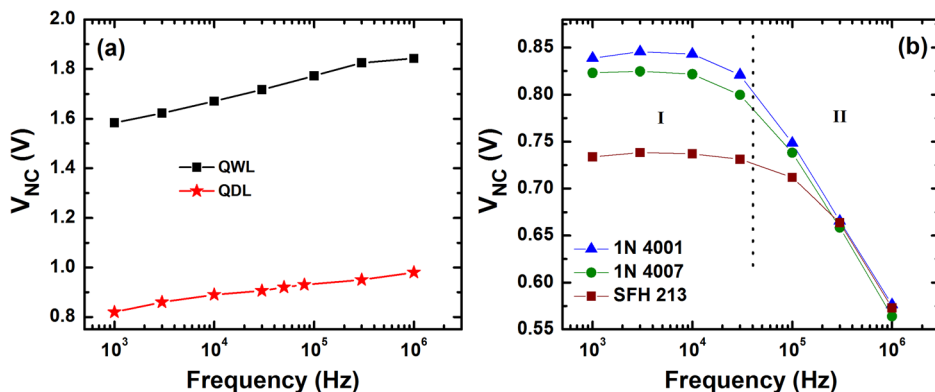 (a)
V_NC (V)
2.0
1.8
1.6
1.4
1.2
1.0
0.8
QWL
QDL
10^3
10^4
10^5
10^6
Frequency (Hz)
(b)
V_NC (V)
0.85
0.80
0.75
0.70
0.65
0.60
0.55
I
II
1N 4001
1N 4007
SFH 213
10^3
10^4
10^5
10^6
Frequency (Hz)